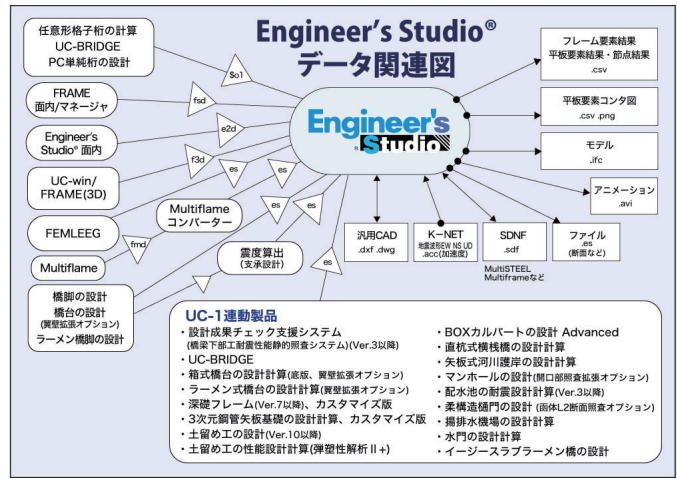 Engineer's Studio®
データ関連図
任意形格子桁の計算
UC-BRIDGE
PC単純桁の設計
$o1
FRAME
面内/マネージャ
fsd
Engineer's
Studio® 面内
e2d
UC-win/
FRAME(3D)
f3d
FEMLEEG
es
Multiflame
fmd
Multiflame
コンバーター
es
橋脚の設計
橋台の設計
(翼壁拡張オプション)
ラーメン橋脚の設計
es
震度算出
(支承設計)
es
es
Engineer's
® Studio
フレーム要素結果
平板要素結果・節点結果
.csv
平板要素コンタ図
.csv .png
モデル
.ifc
アニメーション
.avi
汎用CAD
.dxf .dwg
K-NET
地震波形EW NS UD
.acc(加速度)
SDNF
.sdf
MultiSTEEL
Multiframeなど
ファイル
.es
(断面など)
UC-1連動製品
・設計成果チェック支援システム
(橋梁下部工耐震性能静的照査システム)(Ver.3以降)
・UC-BRIDGE
・箱式橋台の設計計算(底版、翼壁拡張オプション)
・ラーメン式橋台の設計計算(翼壁拡張オプション)
・深礎フレーム(Ver.7以降)、カスタマイズ版
・3次元鋼管矢板基礎の設計計算、カスタマイズ版
・土留め工の設計(Ver.10以降)
・土留め工の性能設計計算(弾塑性解析Ⅱ+)
・BOXカルバートの設計 Advanced
・直杭式横桟橋の設計計算
・矢板式河川護岸の設計計算
・マンホールの設計(開口部照査拡張オプション)
・配水池の耐震設計計算(Ver.3以降)
・柔構造樋門の設計 (函体L2断面照査オプション)
・揚排水機場の設計計算
・水門の設計計算
・イージースラブラーメン橋の設計